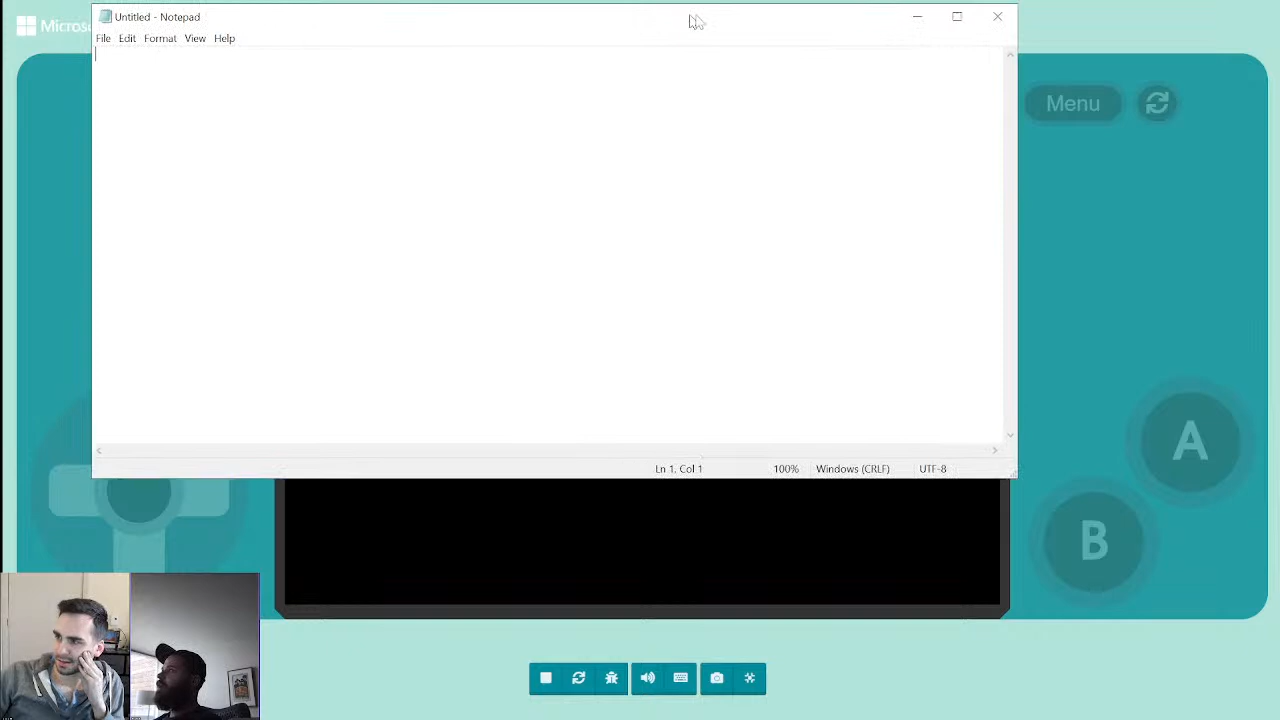 Untitled - Notepad
File Edit Format View Help
Menu
A
B
Ln 1, Col 1
100%
Windows (CRLF)
UTF-8